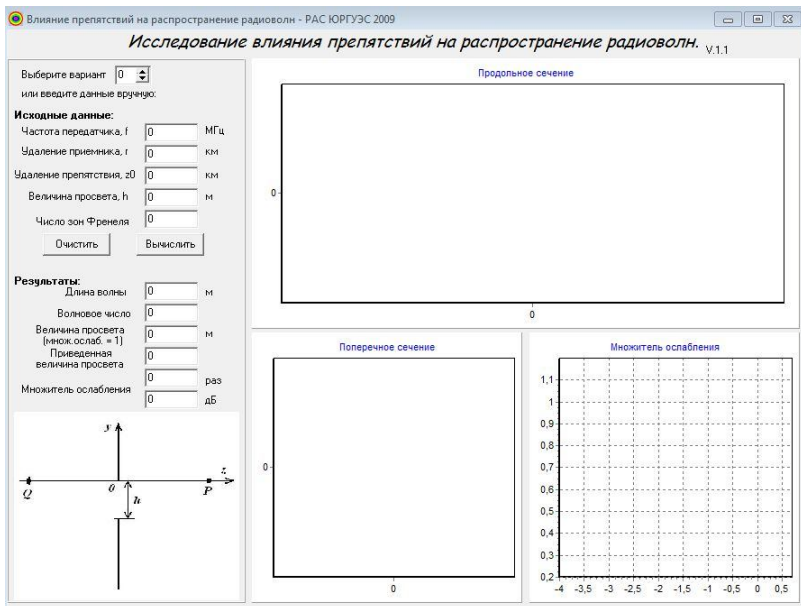 Влияние препятствий на распространение радиоволн - РАС ЮРГУЭС 2009
Исследование влияния препятствий на распространение радиоволн.
V.1.1
Выберите вариант 0
или введите данные вручную:
Исходные данные:
Частота передатчика, f 0 МГц
Удаление приемника, r 0 км
Удаление препятствия, z0 0 км
Величина просвета, h 0 м
Число зон Френеля 0
Очистить Вычислить
Результаты:
Длина волны 0 м
Волновое число 0
Величина просвета
(множ.ослаб. = 1) 0 м
Приведенная
величина просвета 0
Множитель ослабления 0 раз
0 дБ
y
z
Q 0 h P
Продольное сечение
0
0
Поперечное сечение
0
0
Множитель ослабления
1,1
1
0,9
0,8
0,7
0,6
0,5
0,4
0,3
0,2
-4 -3,5 -3 -2,5 -2 -1,5 -1 -0,5 0 0,5